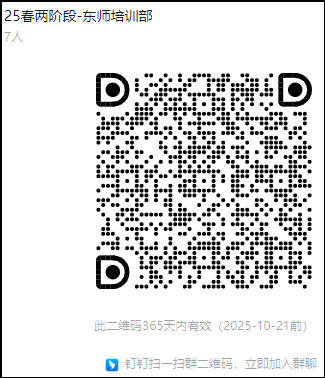 25春两阶段-东师培训部
7人
此二维码365天内有效（2025-10-21前）
钉钉扫一扫群二维码，立即加入群聊